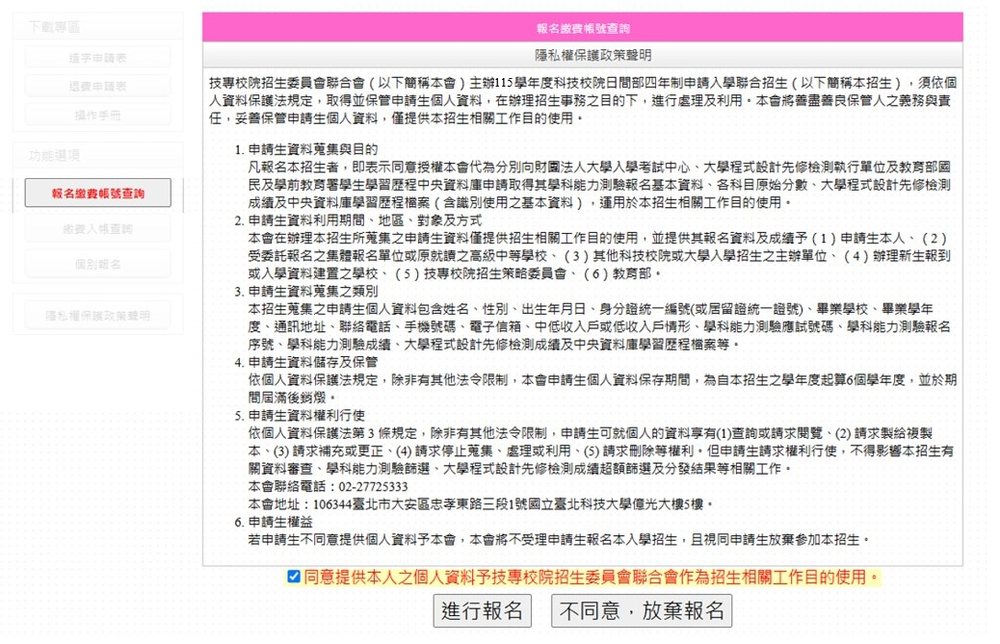 下載專區
造字申請表
退費申請表
操作手冊
功能選項
報名繳費帳號查詢
繳費入帳查詢
個別報名
隱私權保護政策聲明
報名繳費帳號查詢
隱私權保護政策聲明
技專校院招生委員會聯合會（以下簡稱本會）主辦115學年度科技校院日間部四年制申請入學聯合招生（以下簡稱本招生），須依個
人資料保護法規定，取得並保管申請生個人資料，在辦理招生事務之目的下，進行處理及利用。本會將善盡善良保管人之義務與責
任，妥善保管申請生個人資料，僅提供本招生相關工作目的使用。
1. 申請生資料蒐集與目的
凡報名本招生者，即表示同意授權本會代為分別向財團法人大學入學考試中心、大學程式設計先修檢測執行單位及教育部國
民及學前教育署學生學習歷程中央資料庫申請取得其學科能力測驗報名基本資料、各科目原始分數、大學程式設計先修檢測
成績及中央資料庫學習歷程檔案（含識別使用之基本資料），運用於本招生相關工作目的使用。
2. 申請生資料利用期間、地區、對象及方式
本會在辦理本招生所蒐集之申請生資料僅提供招生相關工作目的使用，並提供其報名資料及成績予（1）申請生本人、（2）
受委託報名之集體報名單位或原就讀之高級中等學校、（3）其他科技校院或大學入學招生之主辦單位、（4）辦理新生報到
或入學資料建置之學校、（5）技專校院招生策略委員會、（6）教育部。
3. 申請生資料蒐集之類別
本招生蒐集之申請生個人資料包含姓名、性別、出生年月日、身分證統一編號(或居留證統一證號)、畢業學校、畢業學年
度、通訊地址、聯絡電話、手機號碼、電子信箱、中低收入戶或低收入戶情形、學科能力測驗應試號碼、學科能力測驗報名
序號、學科能力測驗成績、大學程式設計先修檢測成績及中央資料庫學習歷程檔案等。
4. 申請生資料儲存及保管
依個人資料保護法規定，除非有其他法令限制，本會申請生個人資料保存期間，為自本招生之學年度起算6個學年度，並於期
間屆滿後銷燬。
5. 申請生資料權利行使
依個人資料保護法第 3 條規定，除非有其他法令限制，申請生可就個人的資料享有(1)查詢或請求閱覽、(2) 請求製給複製
本、(3) 請求補充或更正、(4) 請求停止蒐集、處理或利用、(5) 請求刪除等權利。但申請生請求權利行使，不得影響本招生有
關資料審查、學科能力測驗篩選、大學程式設計先修檢測成績超額篩選及分發結果等相關工作。
本會聯絡電話：02-27725333
本會地址：106344臺北市大安區忠孝東路三段1號國立臺北科技大學億光大樓5樓。
6. 申請生權益
若申請生不同意提供個人資料予本會，本會將不受理申請生報名本入學招生，且視同申請生放棄參加本招生。
同意提供本人之個人資料予技專校院招生委員會聯合會作為招生相關工作目的使用。
進行報名
不同意，放棄報名